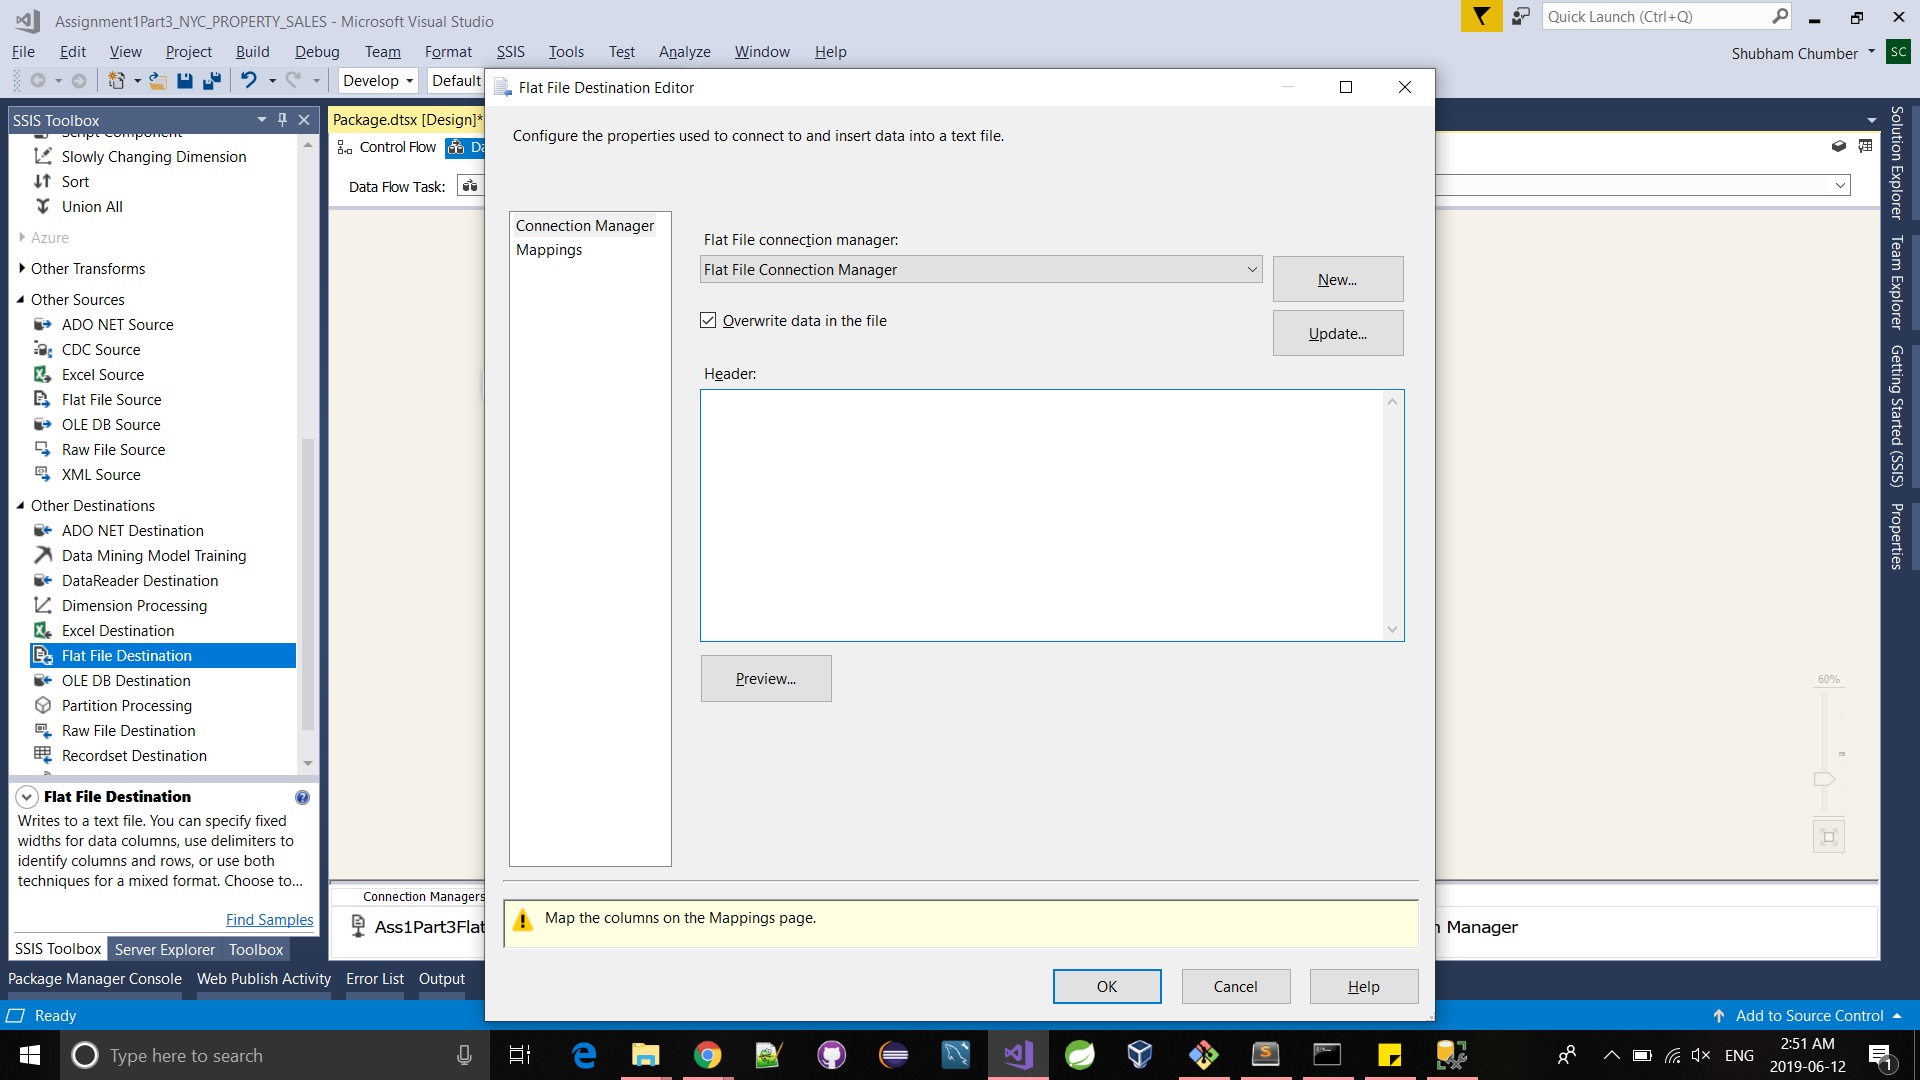 Assignment1Part3_NYC_PROPERTY_SALES - Microsoft Visual Studio
Quick Launch (Ctrl+Q)
File Edit View Project Build Debug Team Format SSIS Tools Test Analyze Window Help
Shubham Chumber
SC
Develop
Default
SSIS Toolbox
Script Component
Slowly Changing Dimension
Sort
Union All
Azure
Other Transforms
Other Sources
ADO NET Source
CDC Source
Excel Source
Flat File Source
OLE DB Source
Raw File Source
XML Source
Other Destinations
ADO NET Destination
Data Mining Model Training
DataReader Destination
Dimension Processing
Excel Destination
Flat File Destination
OLE DB Destination
Partition Processing
Raw File Destination
Recordset Destination
Flat File Destination
Writes to a text file. You can specify fixed
widths for data columns, use delimiters to
identify columns and rows, or use both
techniques for a mixed format. Choose to...
Find Samples
SSIS Toolbox Server Explorer Toolbox
Package.dtsx [Design]*
Control Flow
Da
Data Flow Task:
Flat File Destination Editor
Configure the properties used to connect to and insert data into a text file.
Connection Manager
Mappings
Flat File connection manager:
Flat File Connection Manager
New...
Overwrite data in the file
Update...
Header:
Preview...
Map the columns on the Mappings page.
OK
Cancel
Help
60%
Connection Managers
Ass1Part3Flat
n Manager
Solution Explorer
Team Explorer
Getting Started (SSIS)
Properties
Package Manager Console Web Publish Activity Error List Output
Ready
Add to Source Control
Type here to search
ENG
2:51 AM
2019-06-12
1